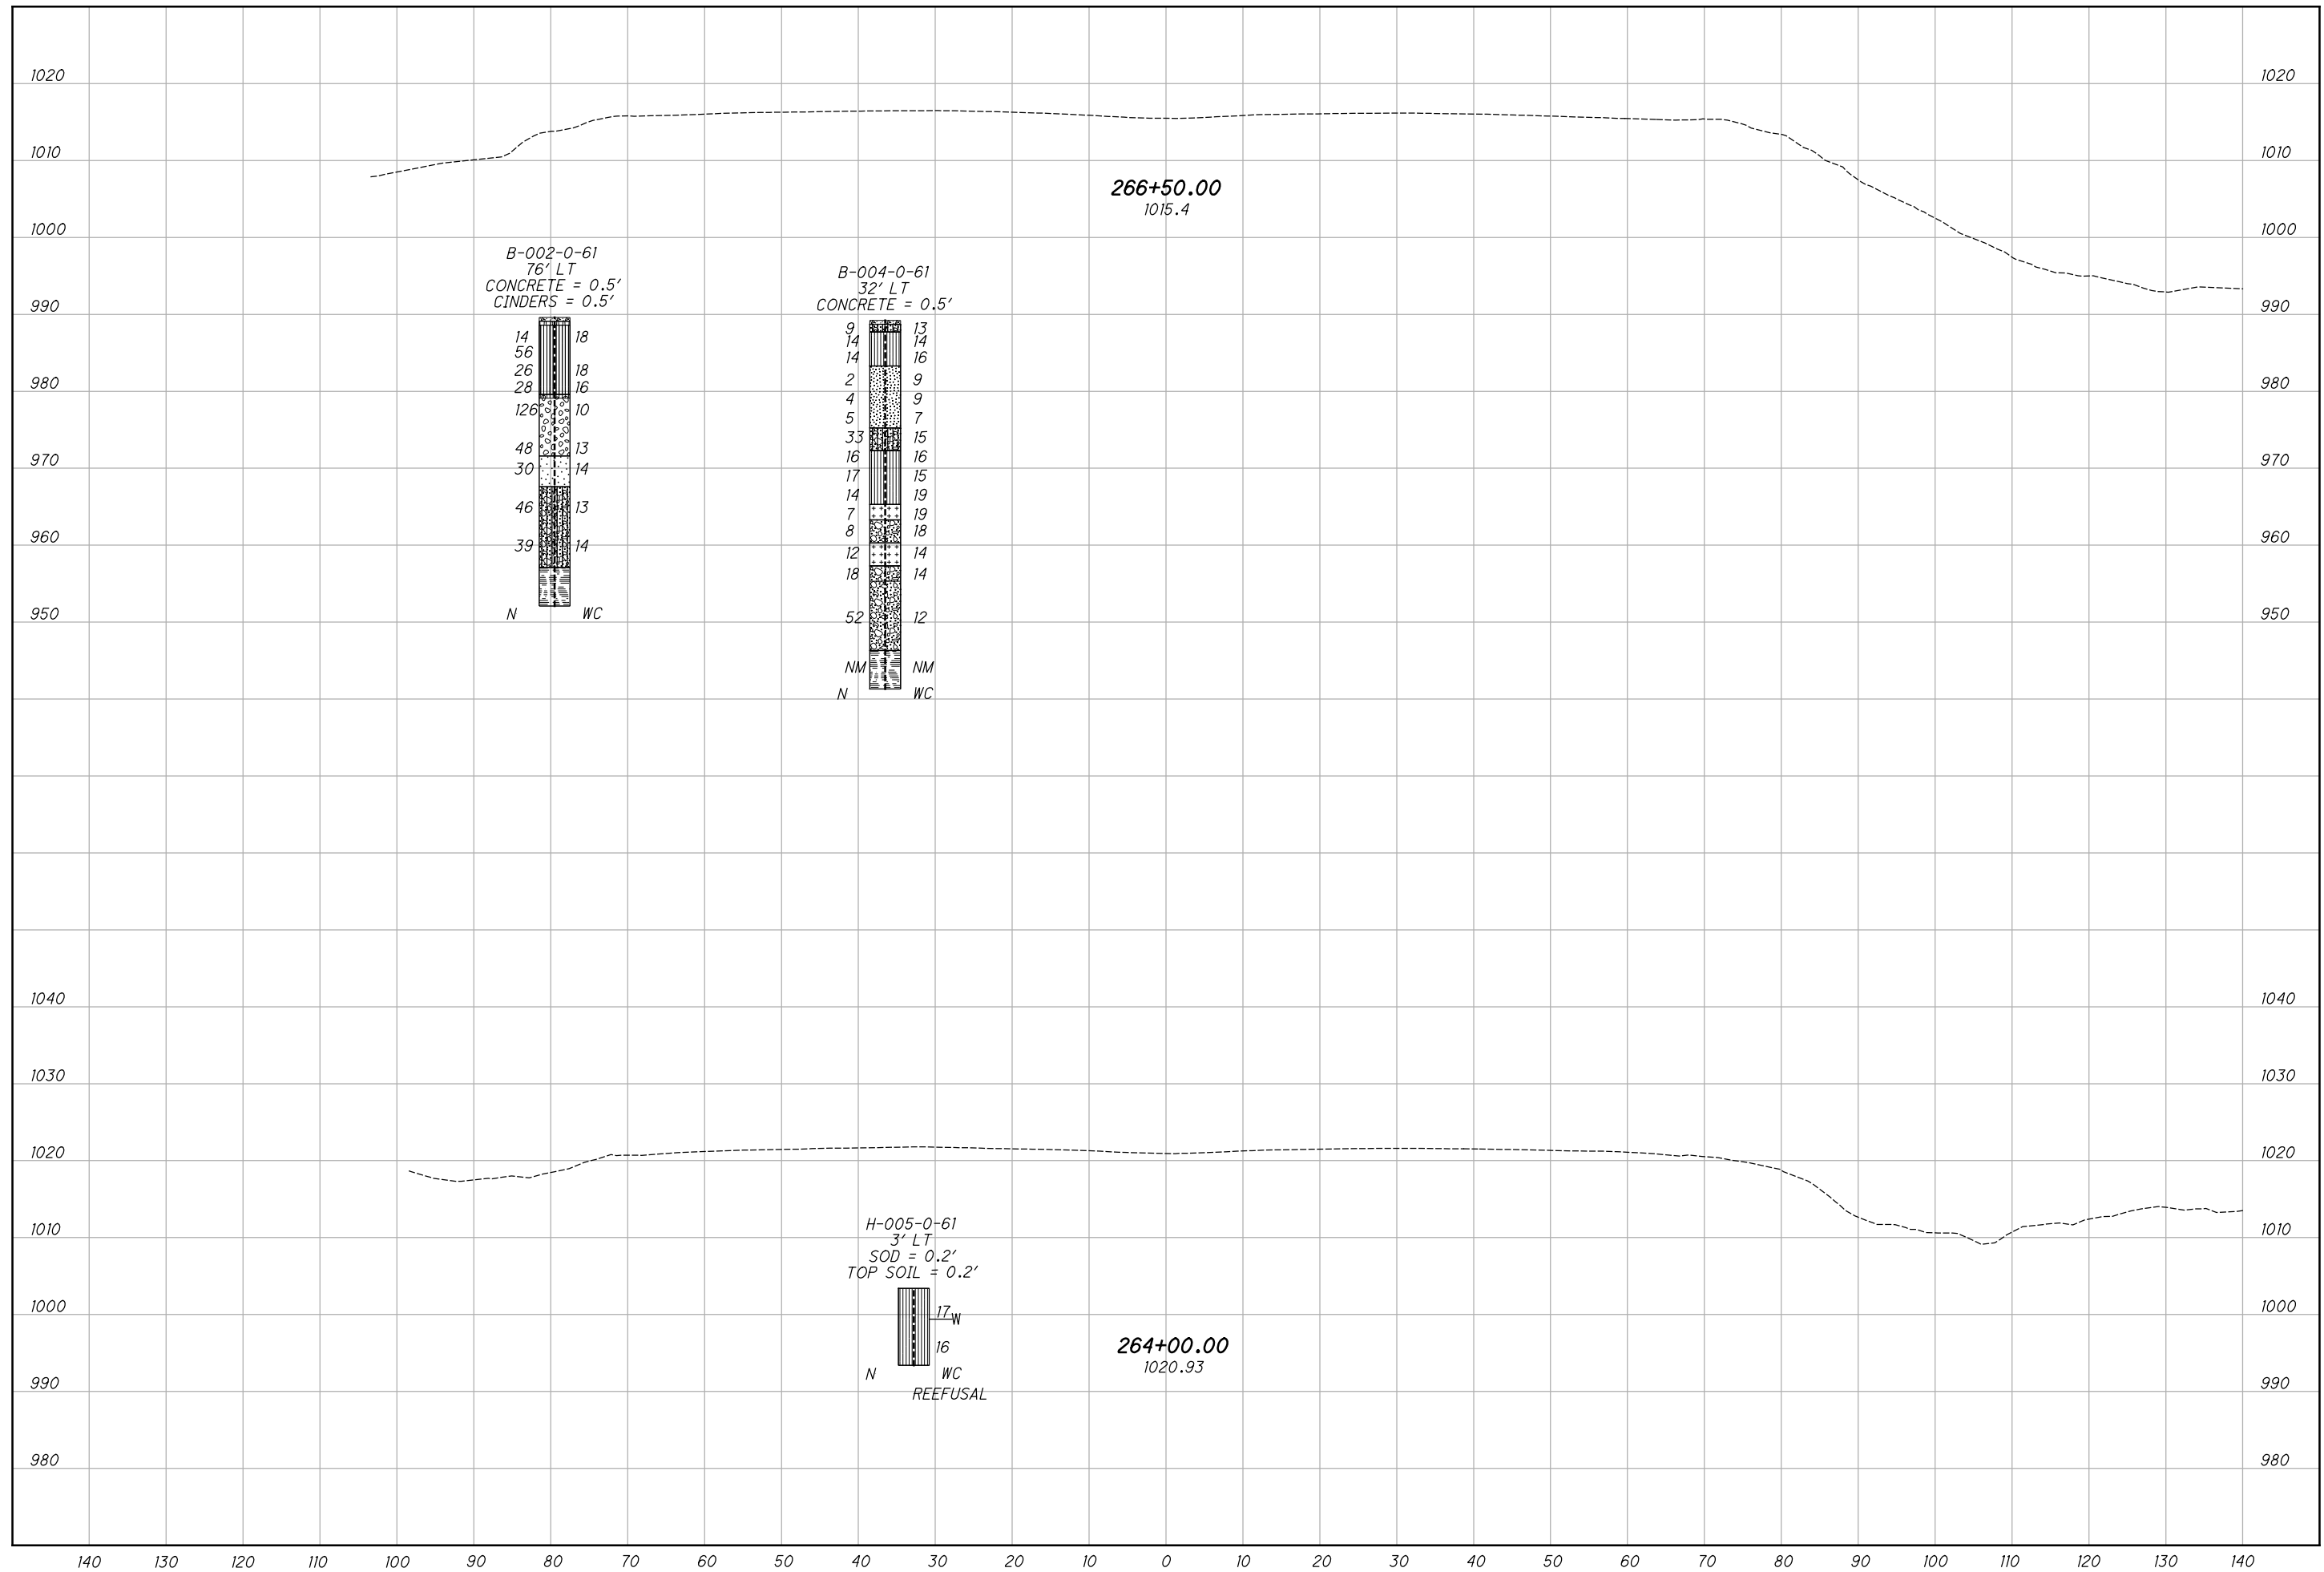 1020 1020
1010 1010
266+50.00
1015.4
1000 1000
B-002-0-61
76' LT
CONCRETE = 0.5'
CINDERS = 0.5'
B-004-0-61
32' LT
CONCRETE = 0.5'
990 990
14 18
56
26 18
28 16
126 10
48 13
30 14
46 13
39 14
N WC
9 13
14 14
14 16
2 9
4 9
5 7
33 15
16 16
17 15
14 19
7 19
8 18
12 14
18 14
52 12
NM NM
N WC
980 980
970 970
960 960
950 950
1040 1040
1030 1030
1020 1020
1010 1010
H-005-0-61
3' LT
SOD = 0.2'
TOP SOIL = 0.2'
1000 1000
17 W
16
N WC
REEFUSAL
264+00.00
1020.93
990 990
980 980
140 130 120 110 100 90 80 70 60 50 40 30 20 10 0 10 20 30 40 50 60 70 80 90 100 110 120 130 140